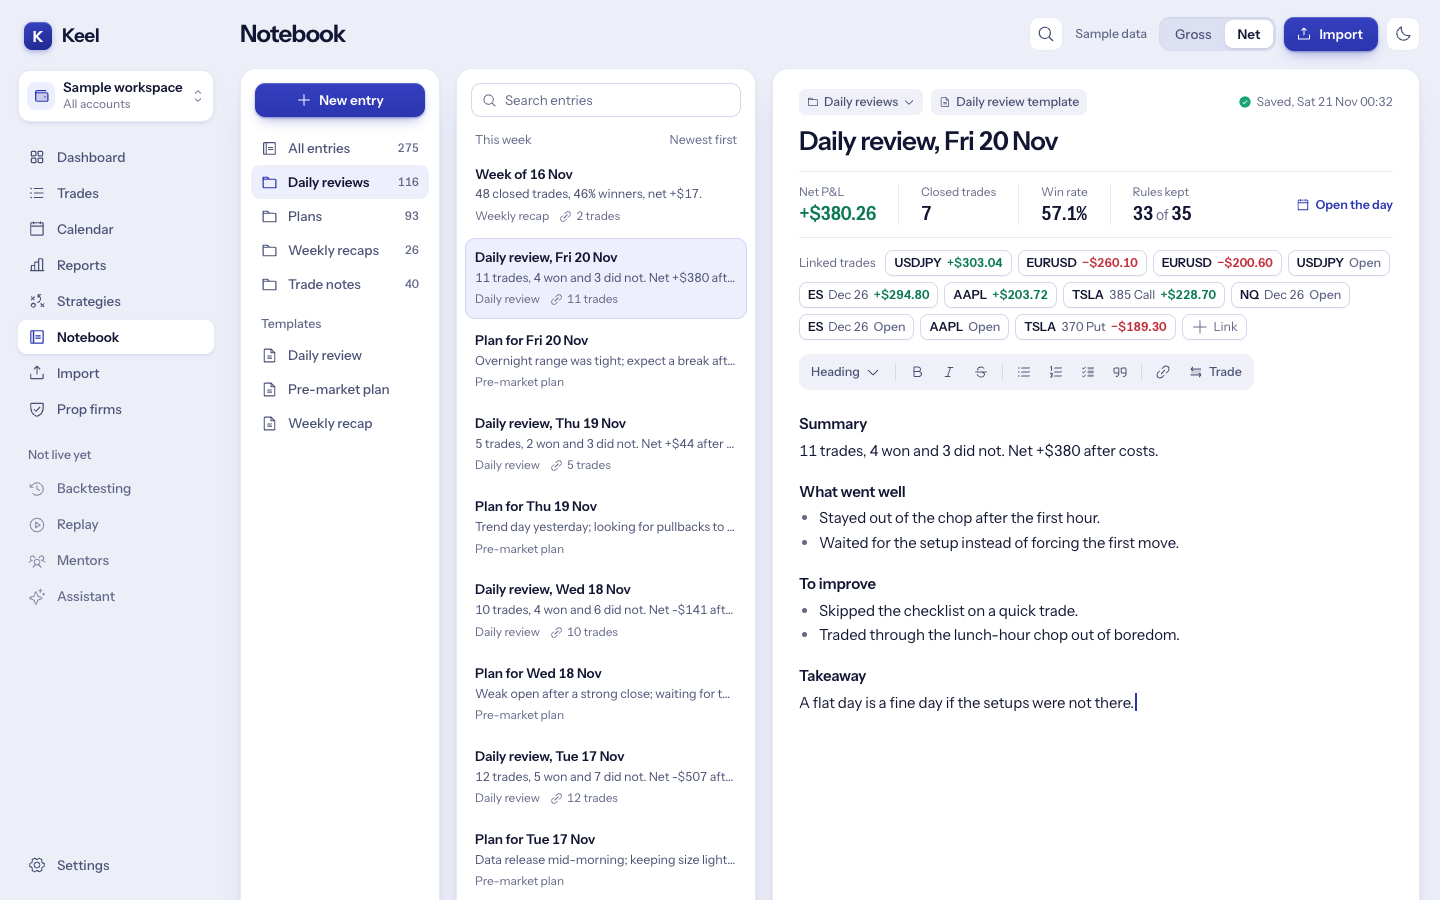 K Keel
Notebook
Sample data
Gross Net
Import
Sample workspace
All accounts
Dashboard
Trades
Calendar
Reports
Strategies
Notebook
Import
Prop firms
Not live yet
Backtesting
Replay
Mentors
Assistant
Settings
New entry
All entries 275
Daily reviews 116
Plans 93
Weekly recaps 26
Trade notes 40
Templates
Daily review
Pre-market plan
Weekly recap
Search entries
This week Newest first
Week of 16 Nov
48 closed trades, 46% winners, net +$17.
Weekly recap 2 trades
Daily review, Fri 20 Nov
11 trades, 4 won and 3 did not. Net +$380 aft...
Daily review 11 trades
Plan for Fri 20 Nov
Overnight range was tight; expect a break aft...
Pre-market plan
Daily review, Thu 19 Nov
5 trades, 2 won and 3 did not. Net +$44 after ...
Daily review 5 trades
Plan for Thu 19 Nov
Trend day yesterday; looking for pullbacks to ...
Pre-market plan
Daily review, Wed 18 Nov
10 trades, 4 won and 6 did not. Net -$141 aft...
Daily review 10 trades
Plan for Wed 18 Nov
Weak open after a strong close; waiting for t...
Pre-market plan
Daily review, Tue 17 Nov
12 trades, 5 won and 7 did not. Net -$507 aft...
Daily review 12 trades
Plan for Tue 17 Nov
Data release mid-morning; keeping size light...
Pre-market plan
Daily reviews Daily review template Saved, Sat 21 Nov 00:32
Daily review, Fri 20 Nov
Net P&L Closed trades Win rate Rules kept
+$380.26 7 57.1% 33 of 35
Open the day
Linked trades USDJPY +$303.04 EURUSD −$260.10 EURUSD −$200.60 USDJPY Open
ES Dec 26 +$294.80 AAPL +$203.72 TSLA 385 Call +$228.70 NQ Dec 26 Open
ES Dec 26 Open AAPL Open TSLA 370 Put −$189.30 Link
Heading B I S Trade
Summary
11 trades, 4 won and 3 did not. Net +$380 after costs.
What went well
• Stayed out of the chop after the first hour.
• Waited for the setup instead of forcing the first move.
To improve
• Skipped the checklist on a quick trade.
• Traded through the lunch-hour chop out of boredom.
Takeaway
A flat day is a fine day if the setups were not there.